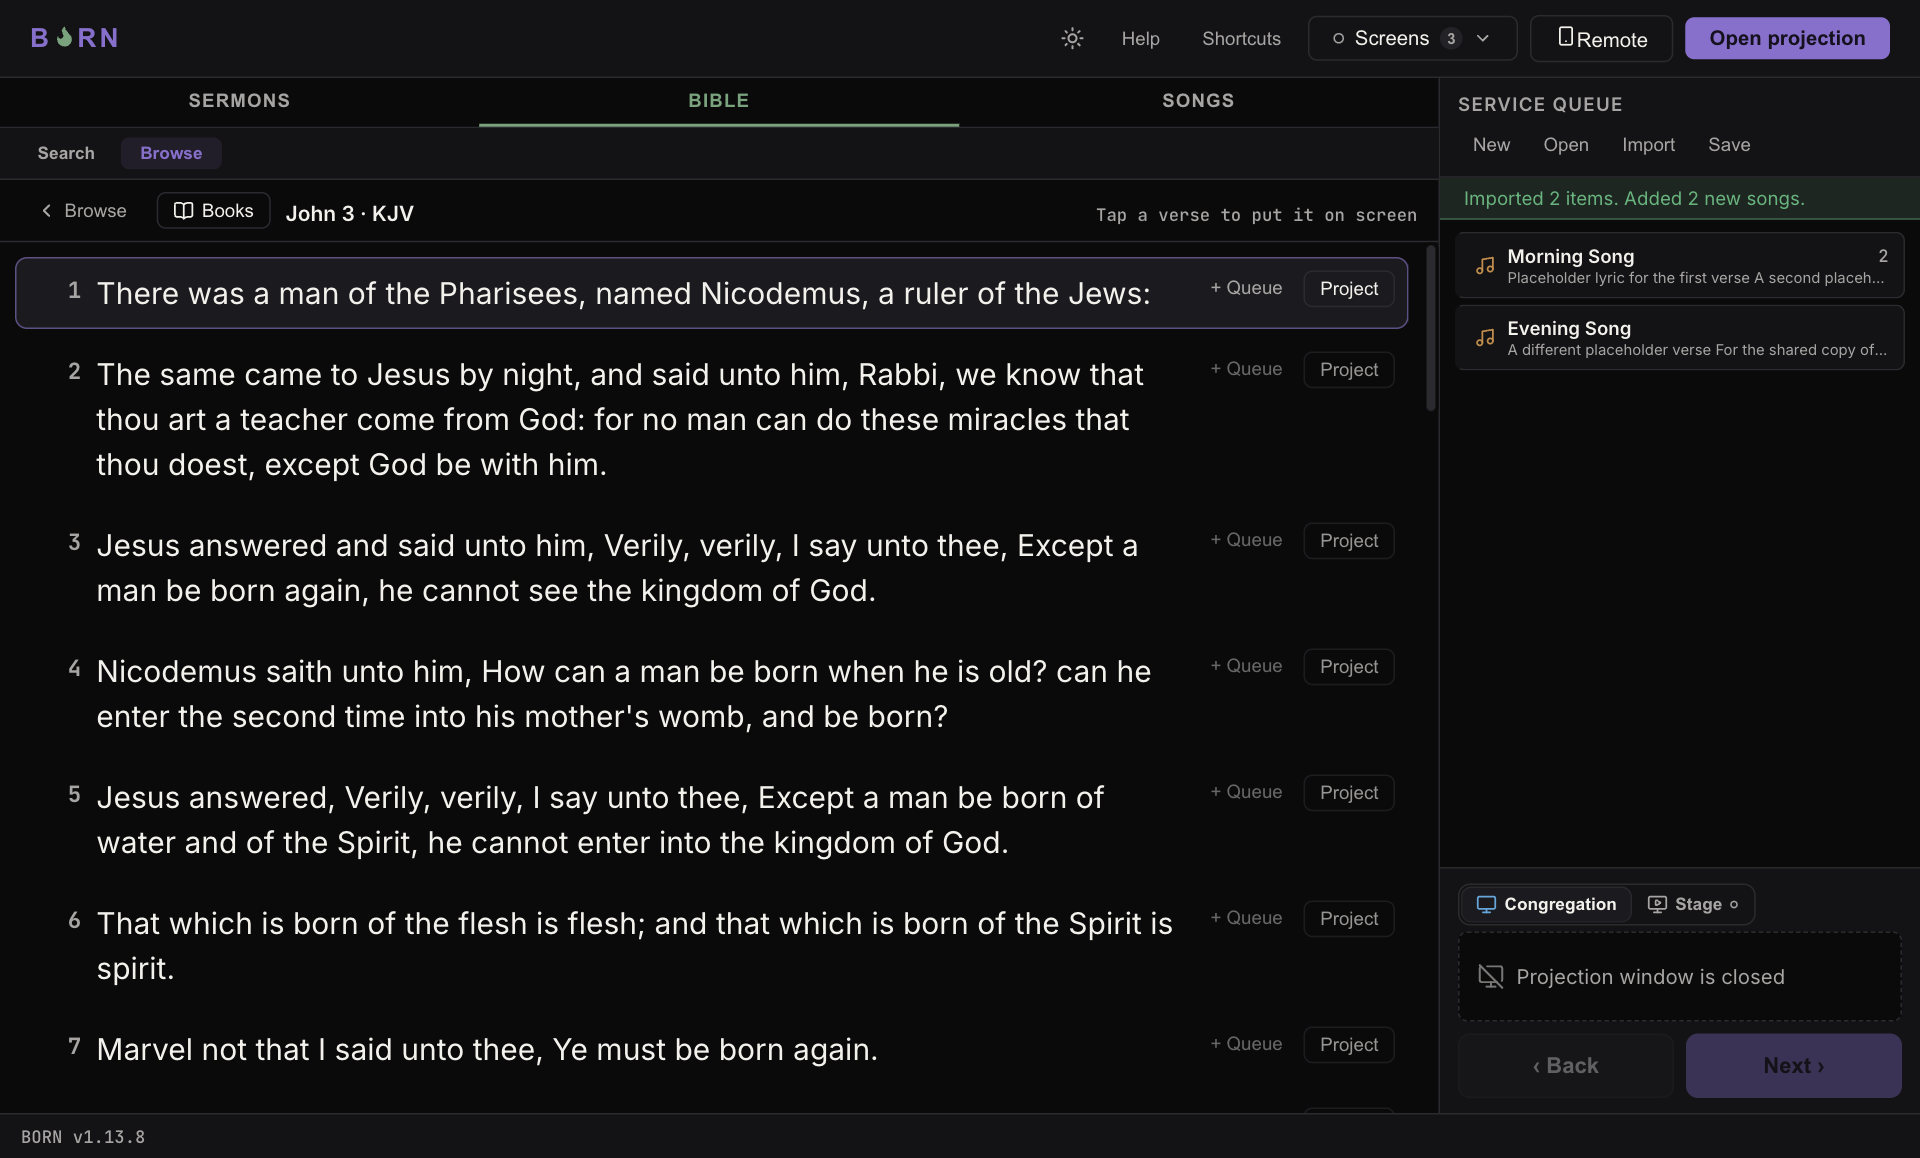 BORN
Help
Shortcuts
Screens 3
Remote
Open projection
SERMONS
BIBLE
SONGS
Search
Browse
Browse
Books
John 3 · KJV
Tap a verse to put it on screen
1 There was a man of the Pharisees, named Nicodemus, a ruler of the Jews:
+ Queue
Project
2 The same came to Jesus by night, and said unto him, Rabbi, we know that
thou art a teacher come from God: for no man can do these miracles that
thou doest, except God be with him.
+ Queue
Project
3 Jesus answered and said unto him, Verily, verily, I say unto thee, Except a
man be born again, he cannot see the kingdom of God.
+ Queue
Project
4 Nicodemus saith unto him, How can a man be born when he is old? can he
enter the second time into his mother's womb, and be born?
+ Queue
Project
5 Jesus answered, Verily, verily, I say unto thee, Except a man be born of
water and of the Spirit, he cannot enter into the kingdom of God.
+ Queue
Project
6 That which is born of the flesh is flesh; and that which is born of the Spirit is
spirit.
+ Queue
Project
7 Marvel not that I said unto thee, Ye must be born again.
+ Queue
Project
SERVICE QUEUE
New
Open
Import
Save
Imported 2 items. Added 2 new songs.
Morning Song
2
Placeholder lyric for the first verse A second placeh...
Evening Song
A different placeholder verse For the shared copy of...
Congregation
Stage
Projection window is closed
‹ Back
Next ›
BORN v1.13.8